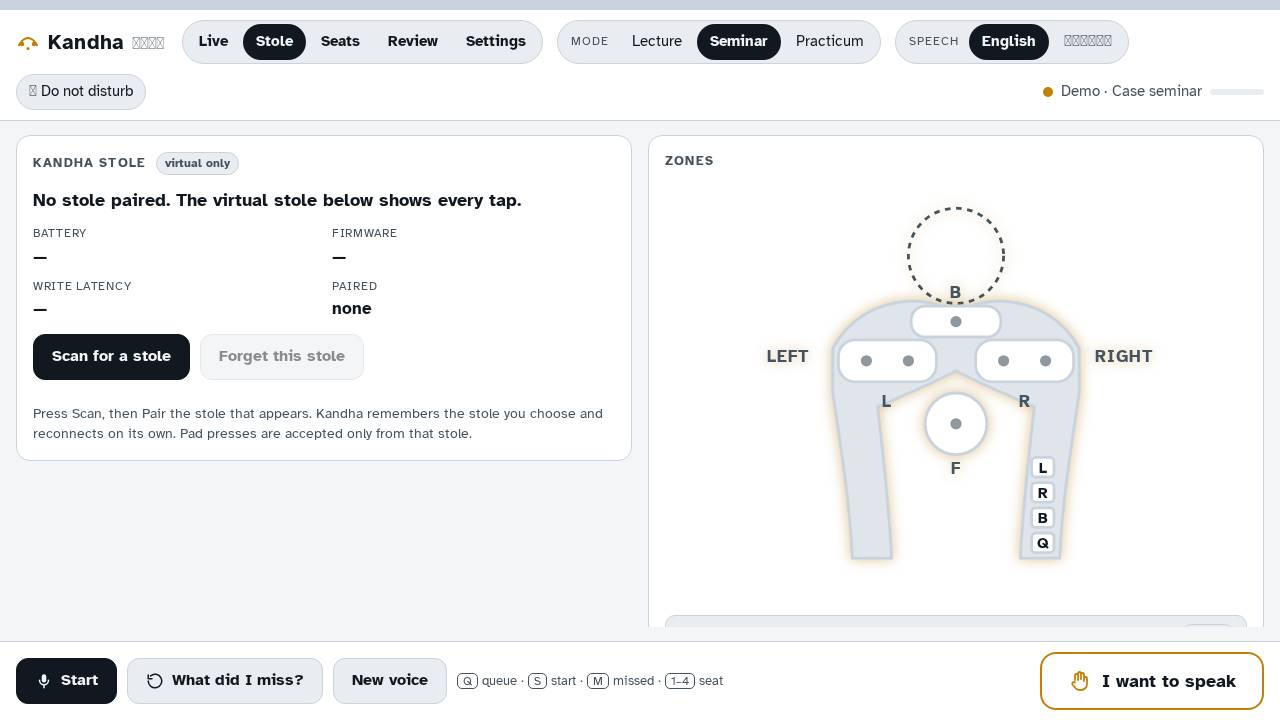 Kandha
Live Stole Seats Review Settings
MODE Lecture Seminar Practicum
SPEECH English
Do not disturb
Demo · Case seminar
KANDHA STOLE virtual only
No stole paired. The virtual stole below shows every tap.
BATTERY FIRMWARE
— —
WRITE LATENCY PAIRED
— none
Scan for a stole Forget this stole
Press Scan, then Pair the stole that appears. Kandha remembers the stole you choose and
reconnects on its own. Pad presses are accepted only from that stole.
ZONES
B
LEFT RIGHT
L R
F
L
R
B
Q
Start What did I miss? New voice Q queue · S start · M missed · 1–4 seat
I want to speak